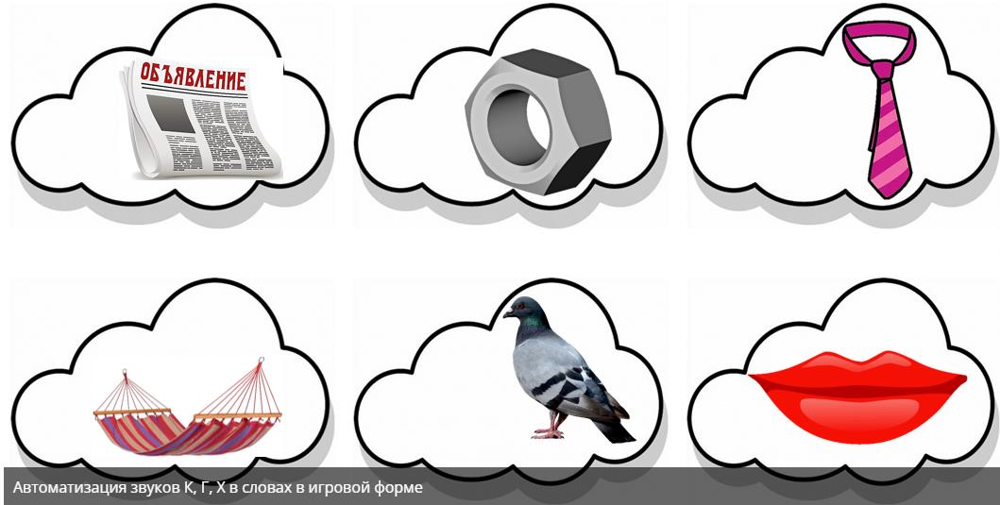 ОБЪЯВЛЕНИЕ
Автоматизация звуков К, Г, Х в словах в игровой форме